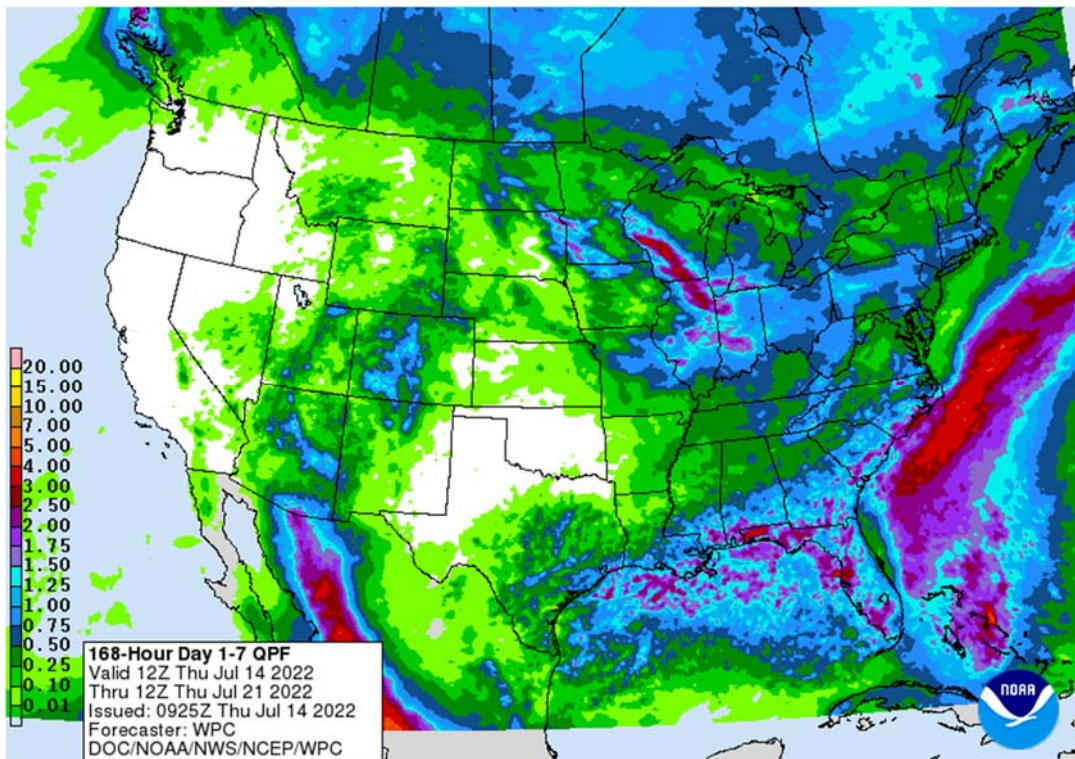 20.00
15.00
10.00
7.00
5.00
4.00
3.00
2.50
2.00
1.75
1.50
1.25
1.00
0.75
0.50
0.25
0.10
0.01
168-Hour Day 1-7 QPF
Valid 12Z Thu Jul 14 2022
Thru 12Z Thu Jul 21 2022
Issued: 0925Z Thu Jul 14 2022
Forecaster: WPC
DOC/NOAA/NWS/NCEP/WPC
NOAA